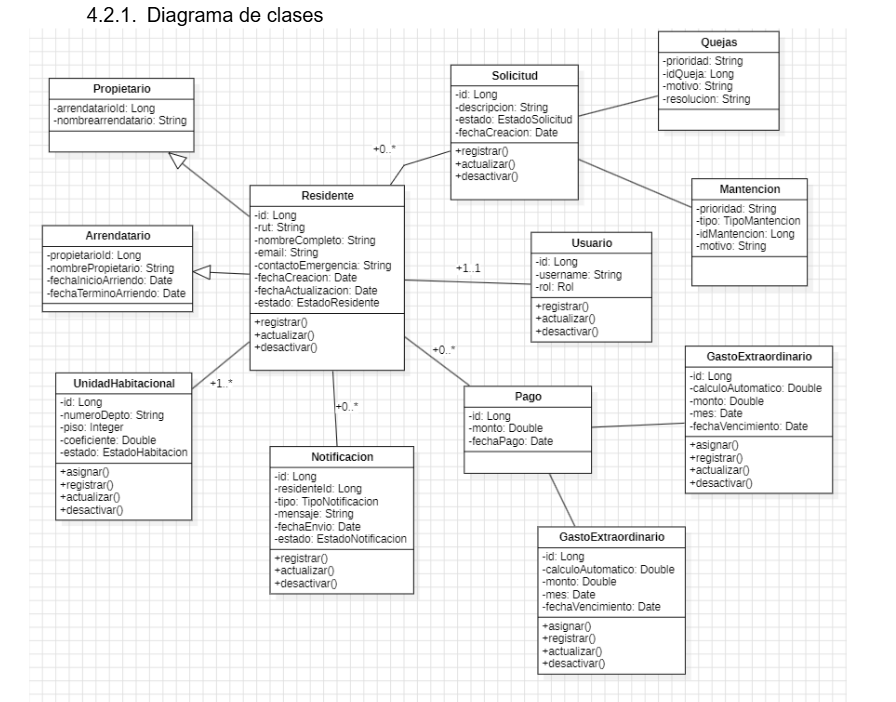 4.2.1. Diagrama de clases
Propietario
-arrendatarioId: Long
-nombrearrendatario: String
Solicitud
-id: Long
-descripcion: String
-estado: EstadoSolicitud
-fechaCreacion: Date
+registrar()
+actualizar()
+desactivar()
Quejas
-prioridad: String
-idQueja: Long
-motivo: String
-resolucion: String
+0..*
Mantencion
-prioridad: String
-tipo: TipoMantencion
-idMantencion: Long
-motivo: String
Residente
-id: Long
-rut: String
-nombreCompleto: String
-email: String
-contactoEmergencia: String
-fechaCreacion: Date
-fechaActualizacion: Date
-estado: EstadoResidente
+registrar()
+actualizar()
+desactivar()
Arrendatario
-propietarioId: Long
-nombrePropietario: String
-fechaInicioArriendo: Date
-fechaTerminoArriendo: Date
+1..1
Usuario
-id: Long
-username: String
-rol: Rol
+registrar()
+actualizar()
+desactivar()
+0..*
+1..*
+0..*
UnidadHabitacional
-id: Long
-numeroDepto: String
-piso: Integer
-coeficiente: Double
-estado: EstadoHabitacion
+asignar()
+registrar()
+actualizar()
+desactivar()
Pago
-id: Long
-monto: Double
-fechaPago: Date
GastoExtraordinario
-id: Long
-calculoAutomatico: Double
-monto: Double
-mes: Date
-fechaVencimiento: Date
+asignar()
+registrar()
+actualizar()
+desactivar()
Notificacion
-id: Long
-residenteId: Long
-tipo: TipoNotificacion
-mensaje: String
-fechaEnvio: Date
-estado: EstadoNotificacion
+registrar()
+actualizar()
+desactivar()
GastoExtraordinario
-id: Long
-calculoAutomatico: Double
-monto: Double
-mes: Date
-fechaVencimiento: Date
+asignar()
+registrar()
+actualizar()
+desactivar()